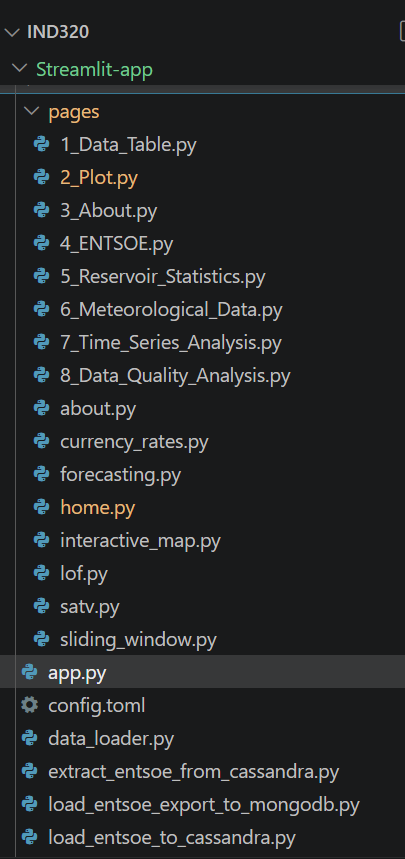 IND320
Streamlit-app
pages
1_Data_Table.py
2_Plot.py
3_About.py
4_ENTSOE.py
5_Reservoir_Statistics.py
6_Meteorological_Data.py
7_Time_Series_Analysis.py
8_Data_Quality_Analysis.py
about.py
currency_rates.py
forecasting.py
home.py
interactive_map.py
lof.py
satv.py
sliding_window.py
app.py
config.toml
data_loader.py
extract_entsoe_from_cassandra.py
load_entsoe_export_to_mongodb.py
load_entsoe_to_cassandra.py